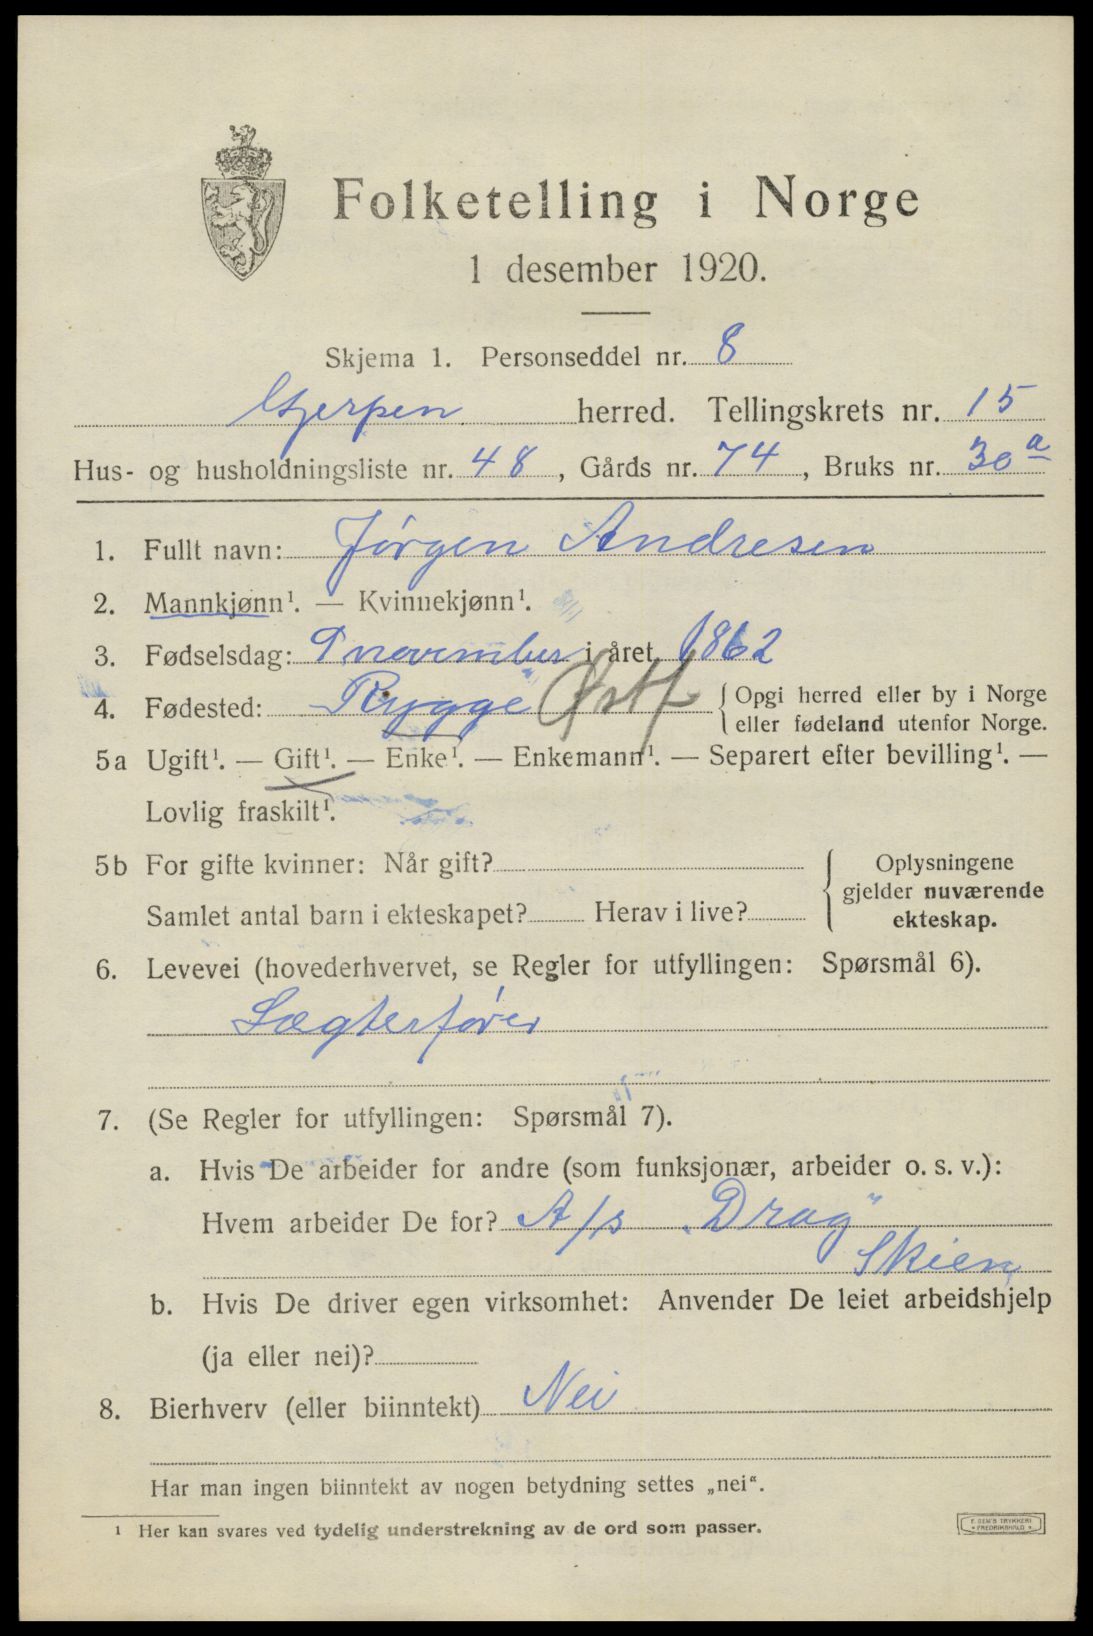 Folketelling i Norge
1 desember 1920.
Skjema 1. Personseddel nr. 8
Gjerpen herred. Tellingskrets nr. 15
Hus- og husholdningsliste nr. 48, Gårds nr. 74, Bruks nr. 30a
1. Fullt navn: Jørgen Andresen
2. Mannkjønn¹. — Kvinnekjønn¹.
3. Fødselsdag: 9 november i året 1862
4. Fødested: Rygge Østf { Opgi herred eller by i Norge
eller fødeland utenfor Norge.
5a Ugift¹. — Gift¹. — Enke¹. — Enkemann¹. — Separert efter bevilling¹. —
Lovlig fraskilt¹.
5b For gifte kvinner: Når gift? { Oplysningene
gjelder nuværende
Samlet antal barn i ekteskapet? Herav i live?
ekteskap.
6. Levevei (hovederhvervet, se Regler for utfyllingen: Spørsmål 6).
Lægterfører
7. (Se Regler for utfyllingen: Spørsmål 7).
a. Hvis De arbeider for andre (som funksjonær, arbeider o. s. v.):
Hvem arbeider De for? A/s „Drag"
Skien
b. Hvis De driver egen virksomhet: Anvender De leiet arbeidshjelp
(ja eller nei)?
8. Bierhverv (eller biinntekt) Nei
Har man ingen biinntekt av nogen betydning settes „nei“.
¹ Her kan svares ved tydelig understrekning av de ord som passer.
E. SEM'S TRYKKERI
FREDRIKSHALD